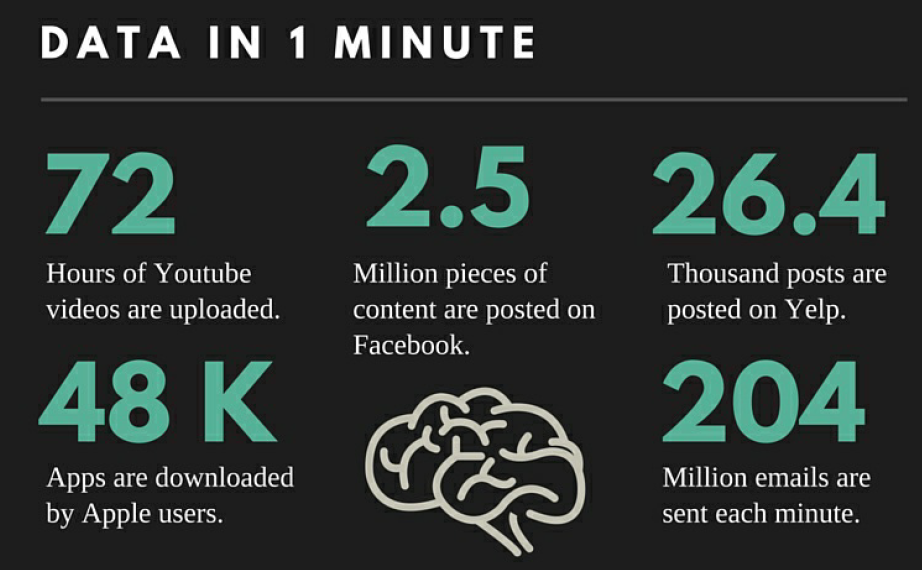 DATA IN 1 MINUTE
72
Hours of Youtube
videos are uploaded.
2.5
Million pieces of
content are posted on
Facebook.
26.4
Thousand posts are
posted on Yelp.
48 K
Apps are downloaded
by Apple users.
204
Million emails are
sent each minute.